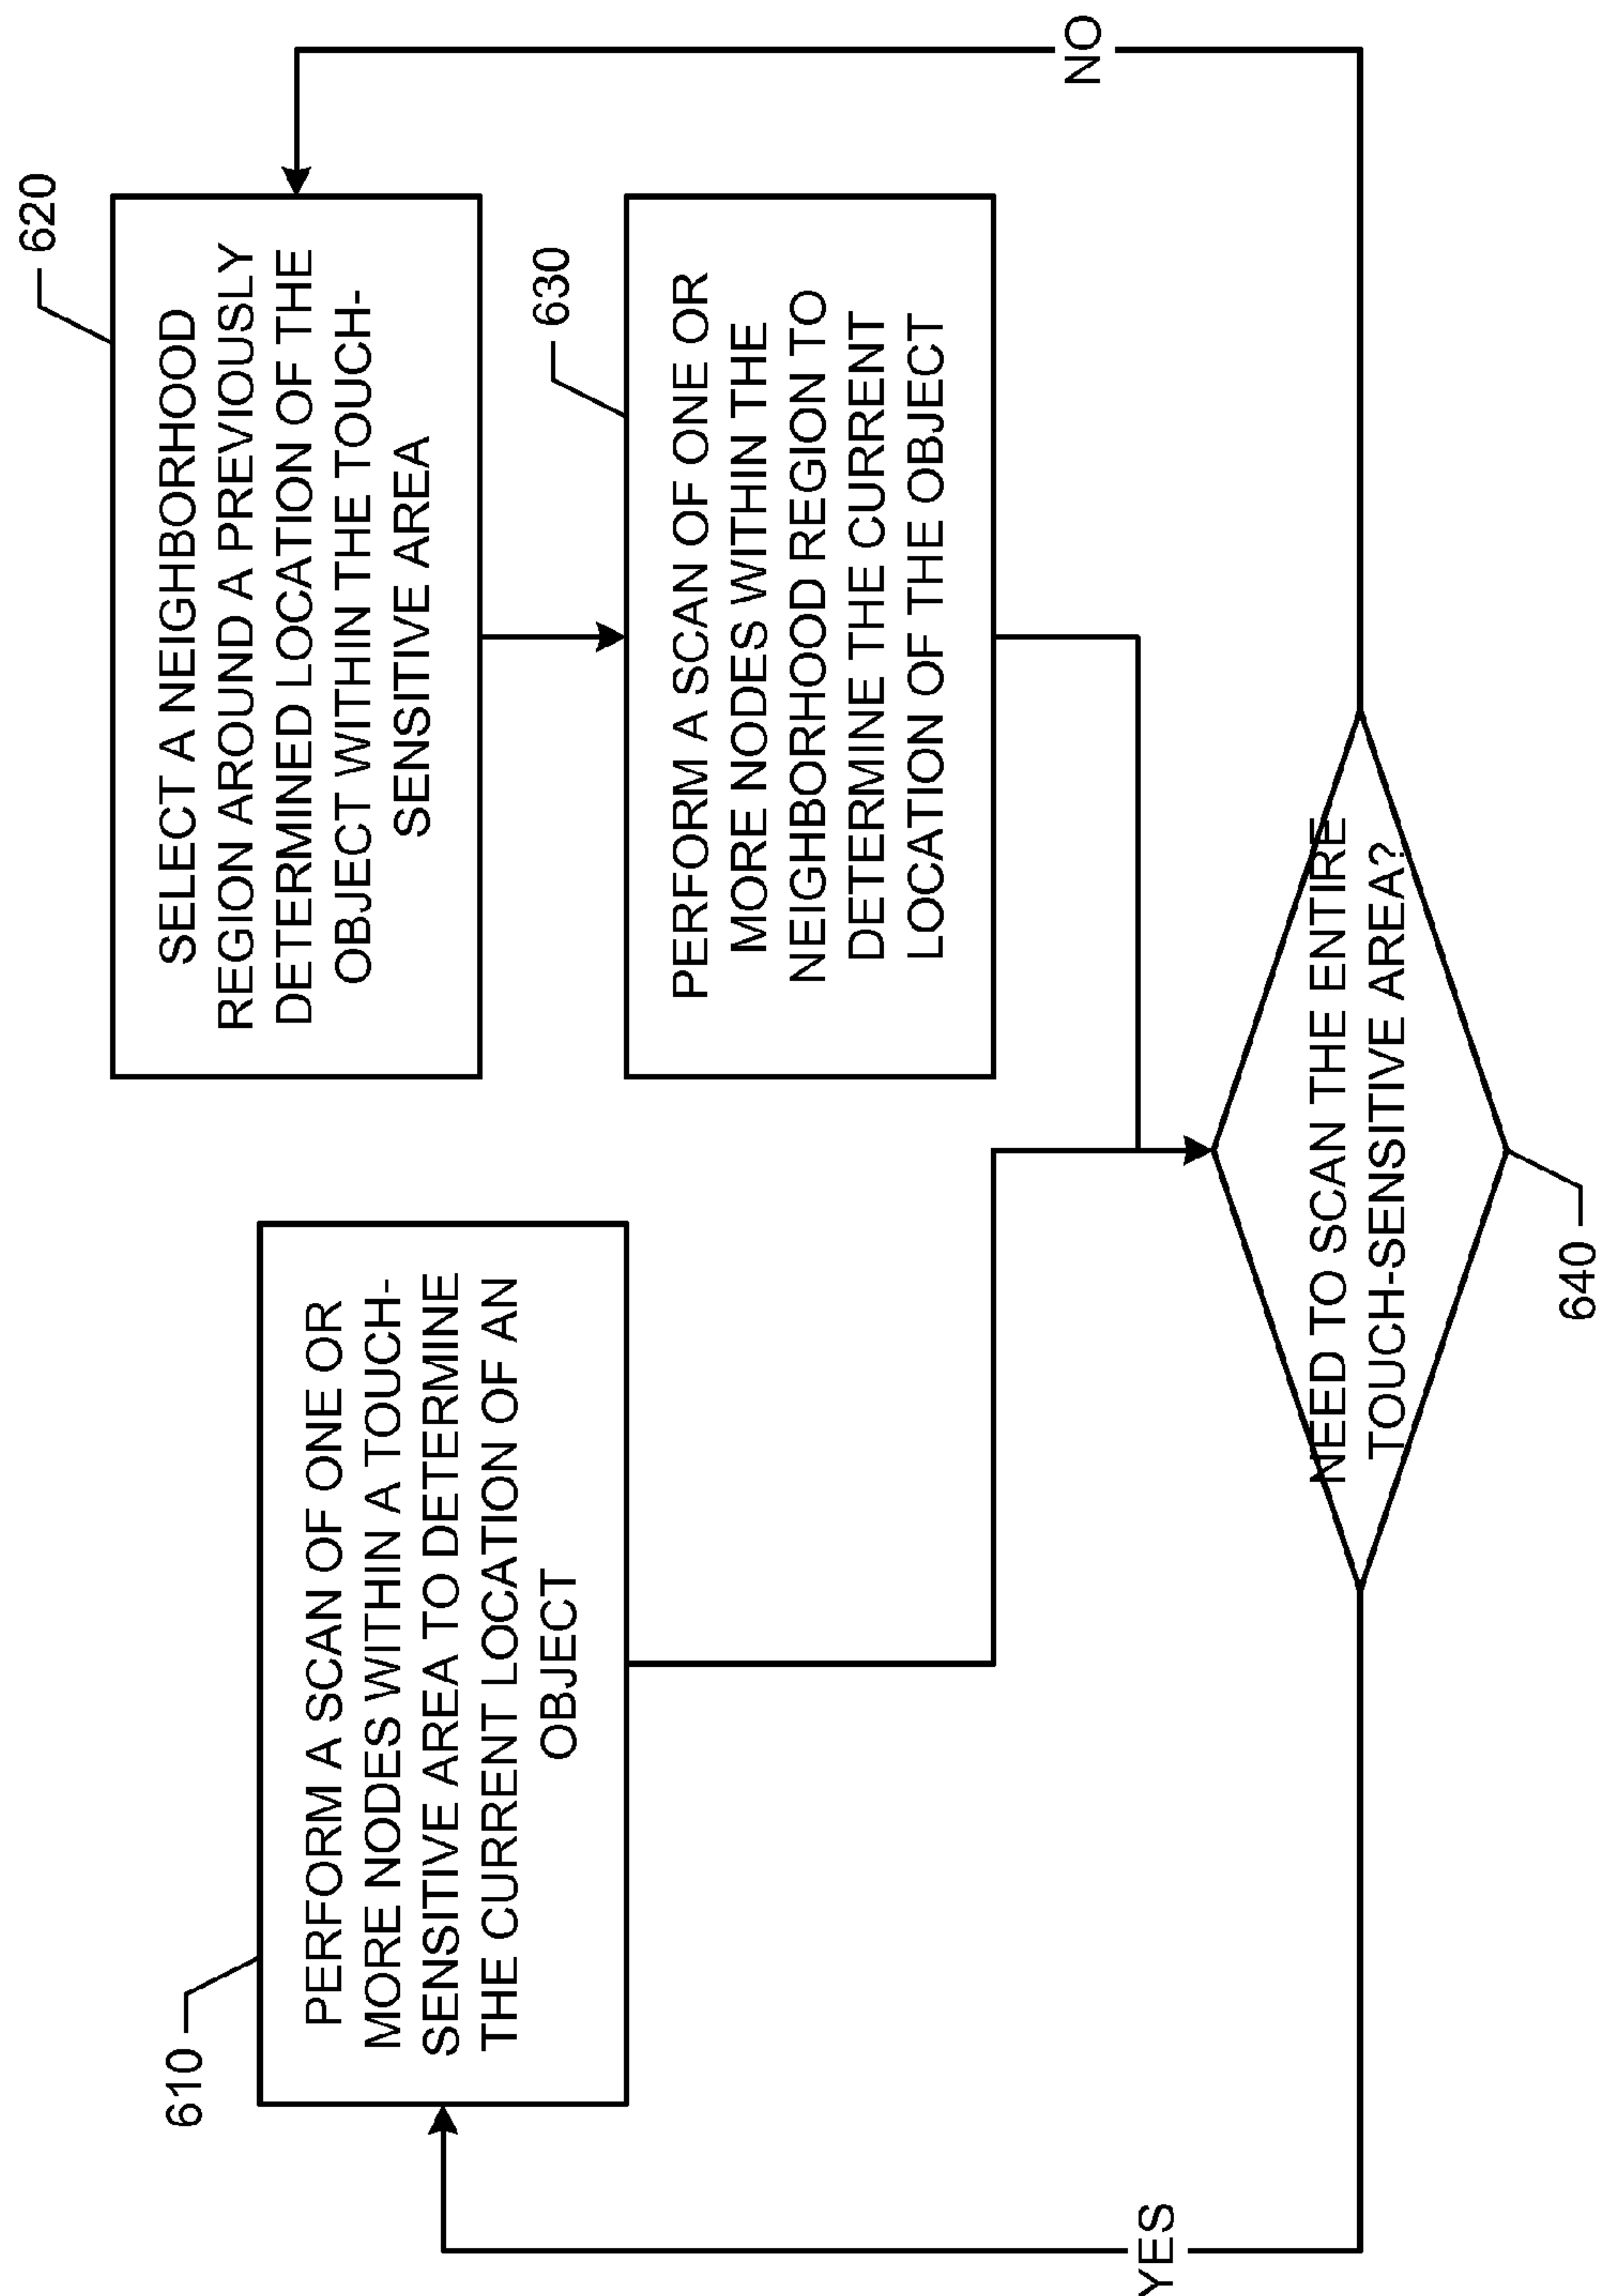 610
PERFORM A SCAN OF ONE OR
MORE NODES WITHIN A TOUCH-
SENSITIVE AREA TO DETERMINE
THE CURRENT LOCATION OF AN
OBJECT
620
SELECT A NEIGHBORHOOD
REGION AROUND A PREVIOUSLY
DETERMINED LOCATION OF THE
OBJECT WITHIN THE TOUCH-
SENSITIVE AREA
630
PERFORM A SCAN OF ONE OR
MORE NODES WITHIN THE
NEIGHBORHOOD REGION TO
DETERMINE THE CURRENT
LOCATION OF THE OBJECT
YES
NO
NEED TO SCAN THE ENTIRE
TOUCH-SENSITIVE AREA?
640